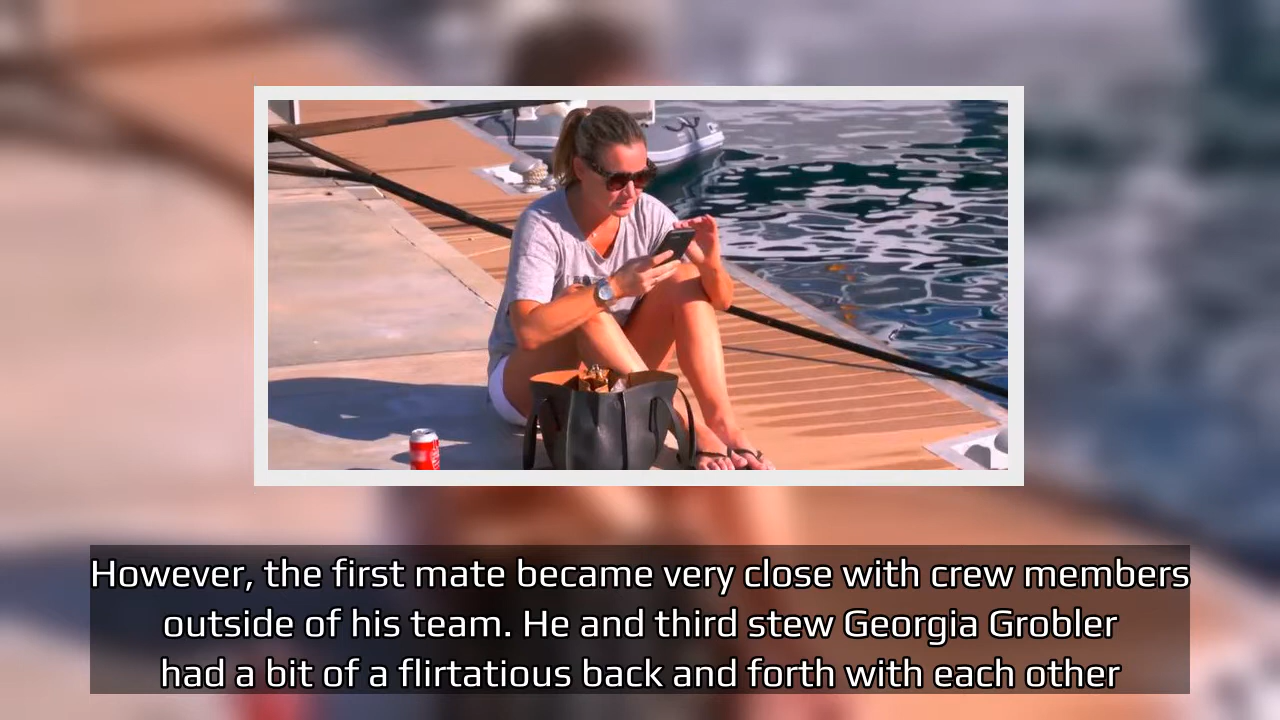 However, the first mate became very close with crew members
outside of his team. He and third stew Georgia Grobler
had a bit of a flirtatious back and forth with each other